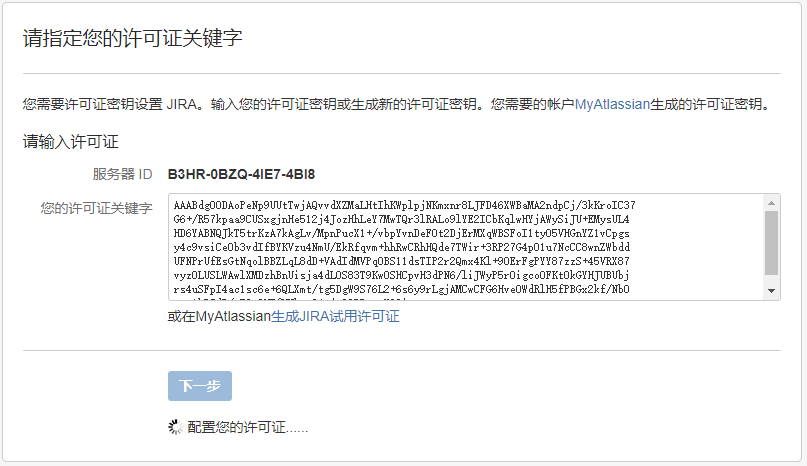 请指定您的许可证关键字
您需要许可证密钥设置 JIRA。输入您的许可证密钥或生成新的许可证密钥。您需要的帐户MyAtlassian生成的许可证密钥。
请输入许可证
服务器 ID B3HR-0BZQ-4IE7-4BI8
您的许可证关键字
AAABdg0ODAoPeNp9UUtTwjAQvvdXZMaLHtIhKWplpjNKmxnr8LJFD46XWBaMA2ndpCj/3kKroIC37
G6+/R57kpaa9CUSxgjnHe512j4JozHhLeY7MwTQr3lRALo9lYE2ICbKqlwHYjAWySiJU+EMysUL4
HD6YABNQJkT5trKzA7kAgLv/MpnPucX1+/vbpYvnDeFOt2DjErMXqWBSFoI1tyO5VHGnYZ1vCpgs
y4c9vsiCeOb3vdIfBYKVzu4NmU/EkRfqvm+hhRwCRhHQde7TWir+3RP27G4pO1u7NcCC8wnZWbdd
UFNPrUfEsGtNqolBBZLqL8dD+VAdIdMVPq0BS11dsTIP2r2Qmx4Kl+9OErFgPYY87zzS+45VRX87
vyzOLUSLWAwlXMDzhBnUisja4dLOS83T9Kw0SHCpvH3dPN6/liJWyP5rOigcoOFKtOkGYHJUBUbj
rs4uSFpI4ac1sc6e+6QLXmt/tg5DgW9S76L2+6s6y9rLgjAMCwCFG6HveOWdRlH5fPBGx2kf/NbO
或在MyAtlassian生成JIRA试用许可证
下一步
配置您的许可证......